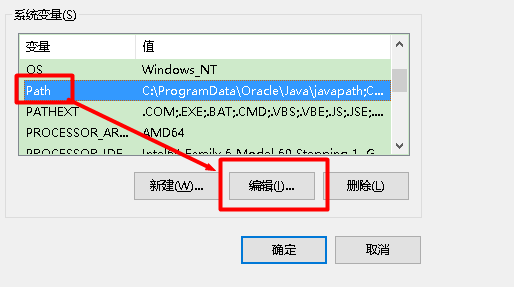 系统变量(S)
变量 值
OS Windows_NT
Path C:\ProgramData\Oracle\Java\javapath;C...
PATHEXT .COM;.EXE;.BAT;.CMD;.VBS;.VBE;.JS;.JSE;...
PROCESSOR_AR... AMD64
PROCESSOR_IDE Intel64 Family 6 Model 60 Stepping 1, G
新建(W)... 编辑(I)... 删除(L)
确定 取消